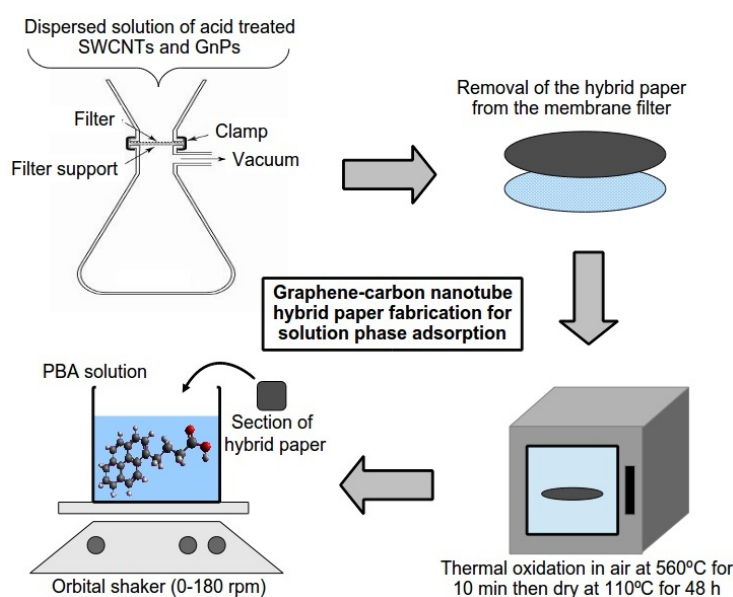 Dispersed solution of acid treated
SWCNTs and GnPs
Filter
Clamp
Filter support
Vacuum
Removal of the hybrid paper
from the membrane filter
Graphene-carbon nanotube
hybrid paper fabrication for
solution phase adsorption
PBA solution
Section of
hybrid paper
Orbital shaker (0-180 rpm)
Thermal oxidation in air at 560ºC for
10 min then dry at 110ºC for 48 h